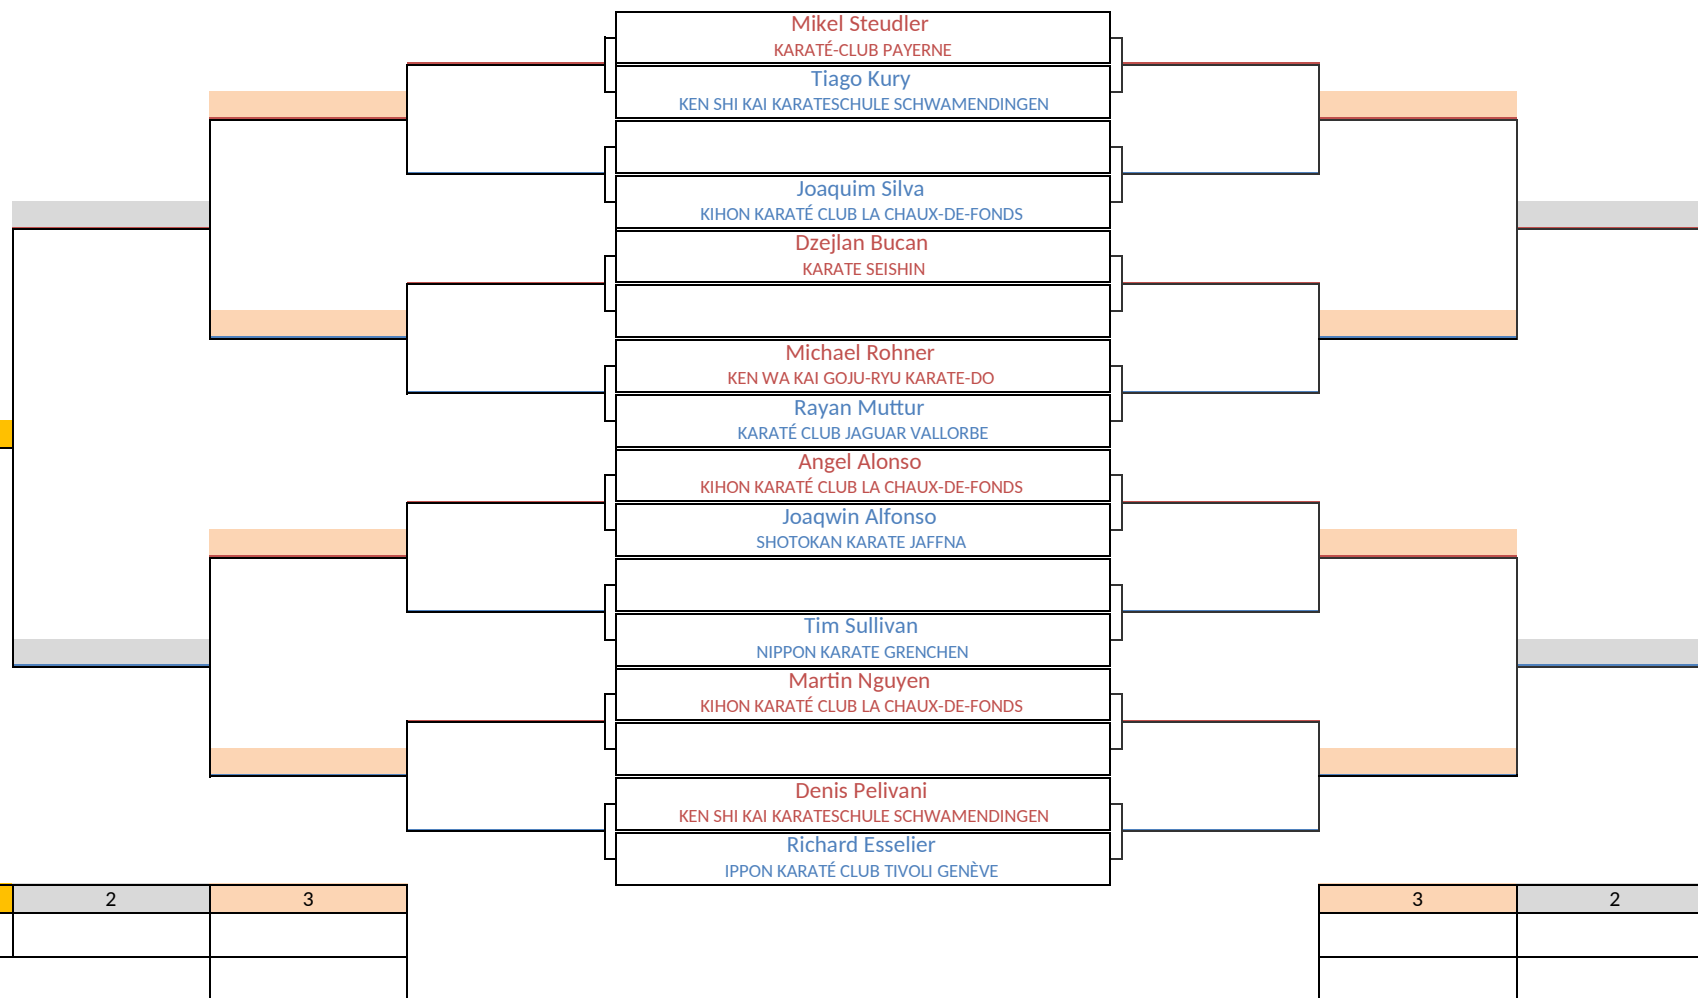 Mikel Steudler
KARATÉ-CLUB PAYERNE
Tiago Kury
KEN SHI KAI KARATESCHULE SCHWAMENDINGEN
Joaquim Silva
KIHON KARATÉ CLUB LA CHAUX-DE-FONDS
Dzejlan Bucan
KARATE SEISHIN
Michael Rohner
KEN WA KAI GOJU-RYU KARATE-DO
Rayan Muttur
KARATÉ CLUB JAGUAR VALLORBE
Angel Alonso
KIHON KARATÉ CLUB LA CHAUX-DE-FONDS
Joaqwin Alfonso
SHOTOKAN KARATE JAFFNA
Tim Sullivan
NIPPON KARATE GRENCHEN
Martin Nguyen
KIHON KARATÉ CLUB LA CHAUX-DE-FONDS
Denis Pelivani
KEN SHI KAI KARATESCHULE SCHWAMENDINGEN
Richard Esselier
IPPON KARATÉ CLUB TIVOLI GENÈVE
2 3 3 2